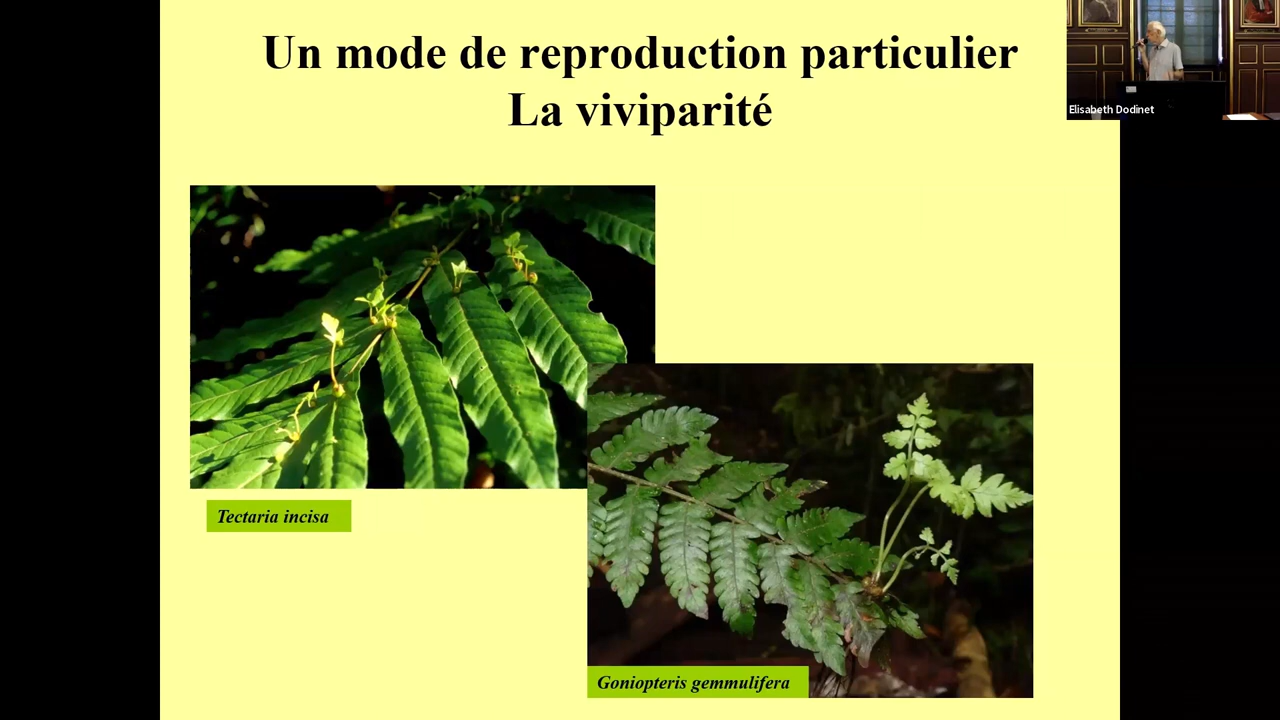 Un mode de reproduction particulier
La viviparité
Elisabeth Dodinet
Tectaria incisa
Goniopteris gemmulifera